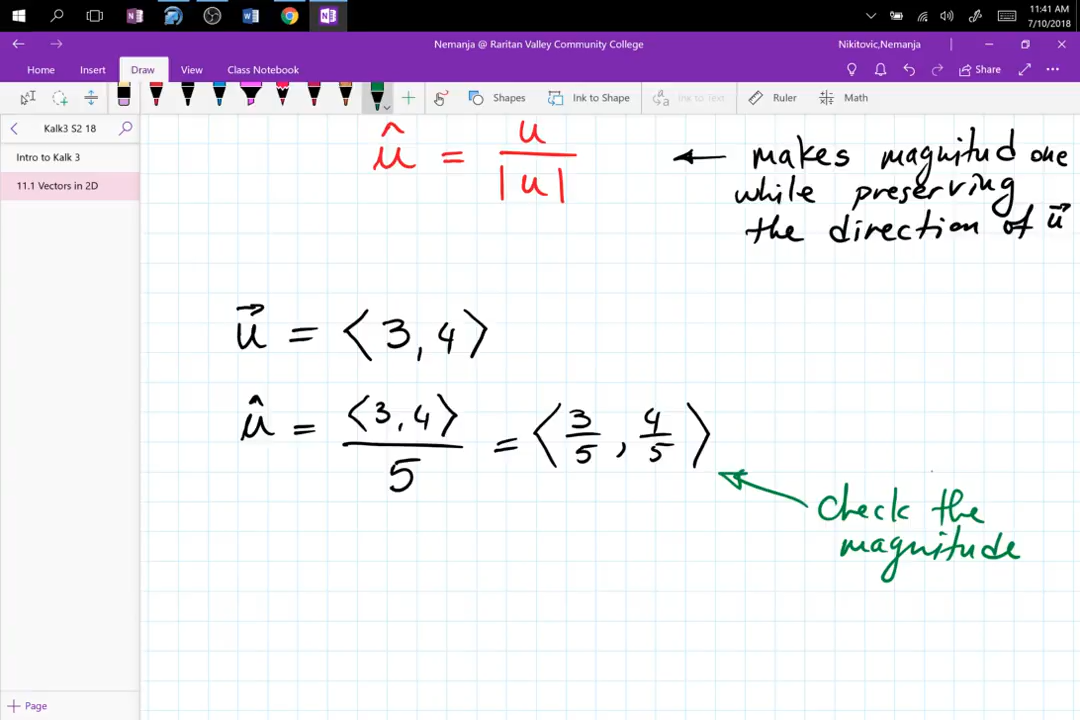 11:41 AM
7/10/2018
Nemanja @ Raritan Valley Community College
Nikitovic,Nemanja
Home Insert Draw View Class Notebook
Share
Shapes Ink to Shape Ink to Text Ruler Math
Kalk3 S2 18
Intro to Kalk 3
11.1 Vectors in 2D
û = u / |u|
← makes magnitud one
while preserving
the direction of u⃗
u⃗ = ⟨3, 4⟩
û = ⟨3, 4⟩ / 5 = ⟨3/5, 4/5⟩
check the
magnitude
+ Page